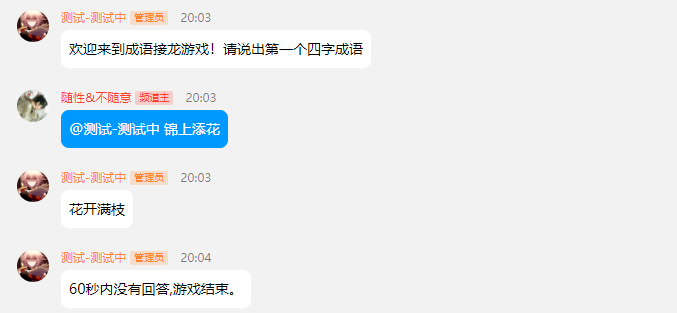 测试-测试中 管理员 20:03
欢迎来到成语接龙游戏！请说出第一个四字成语
随性&不随意 频道主 20:03
@测试-测试中 锦上添花
测试-测试中 管理员 20:03
花开满枝
测试-测试中 管理员 20:04
60秒内没有回答,游戏结束。